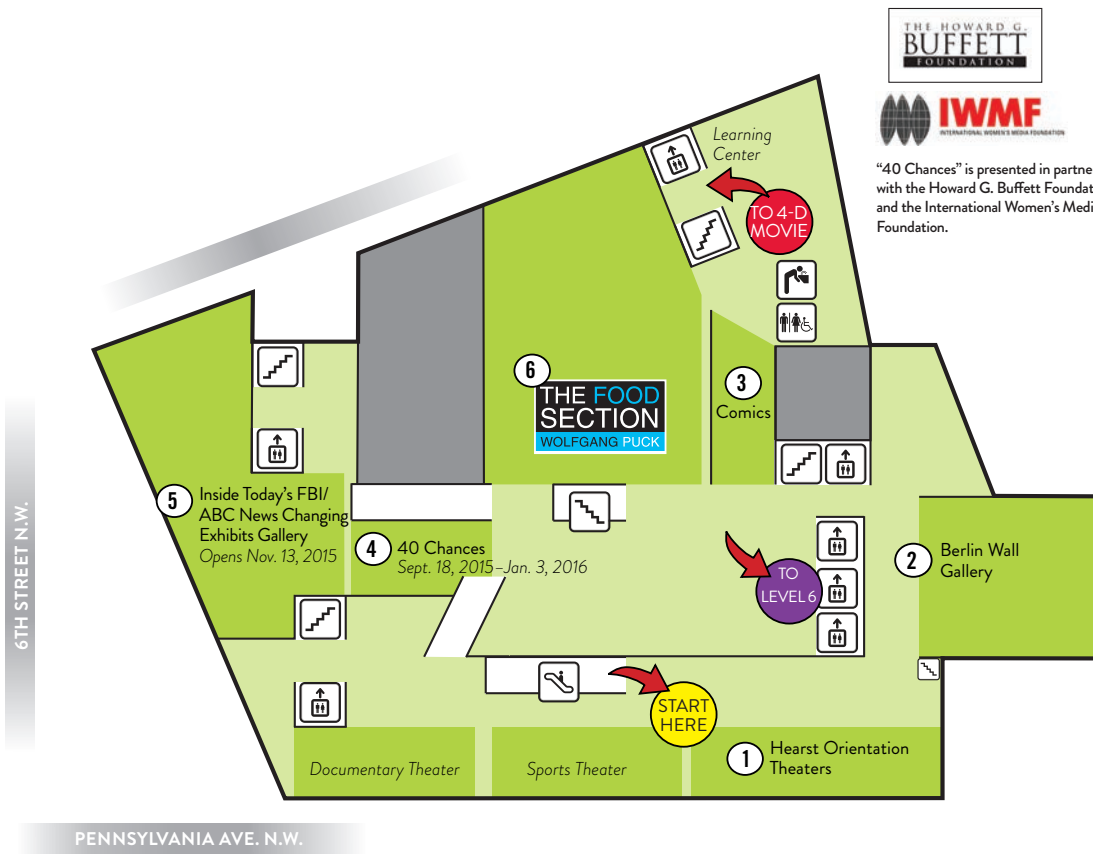 THE HOWARD G.
BUFFETT
FOUNDATION
IWMF
INTERNATIONAL WOMEN'S MEDIA FOUNDATION
“40 Chances” is presented in partne
with the Howard G. Buffett Foundat
and the International Women’s Medi
Foundation.
Learning
Center
TO 4-D
MOVIE
6
THE FOOD
SECTION
WOLFGANG PUCK
3
Comics
5
Inside Today’s FBI/
ABC News Changing
Exhibits Gallery
Opens Nov. 13, 2015
4
40 Chances
Sept. 18, 2015–Jan. 3, 2016
TO
LEVEL 6
2
Berlin Wall
Gallery
START
HERE
1
Hearst Orientation
Theaters
Documentary Theater
Sports Theater
6TH STREET N.W.
PENNSYLVANIA AVE. N.W.